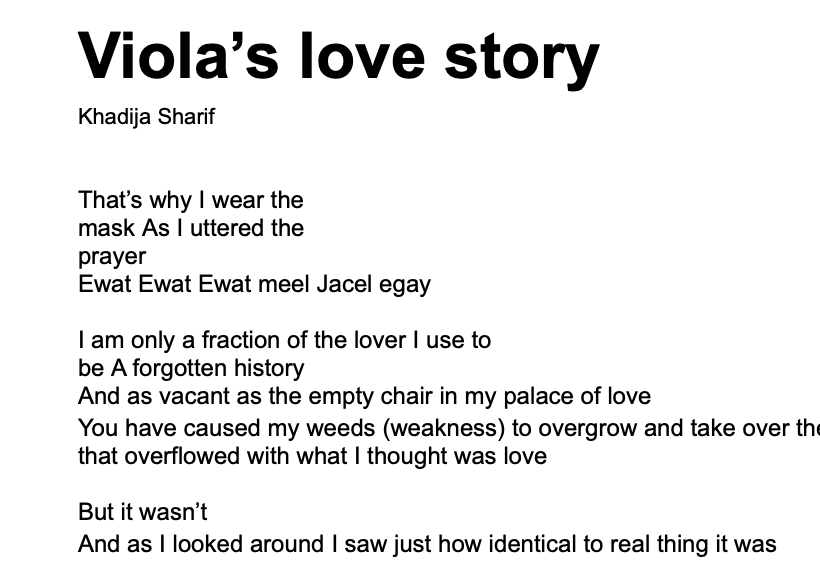 Viola’s love story
Khadija Sharif
That’s why I wear the
mask As I uttered the
prayer
Ewat Ewat Ewat meel Jacel egay
I am only a fraction of the lover I use to
be A forgotten history
And as vacant as the empty chair in my palace of love
You have caused my weeds (weakness) to overgrow and take over the
that overflowed with what I thought was love
But it wasn’t
And as I looked around I saw just how identical to real thing it was